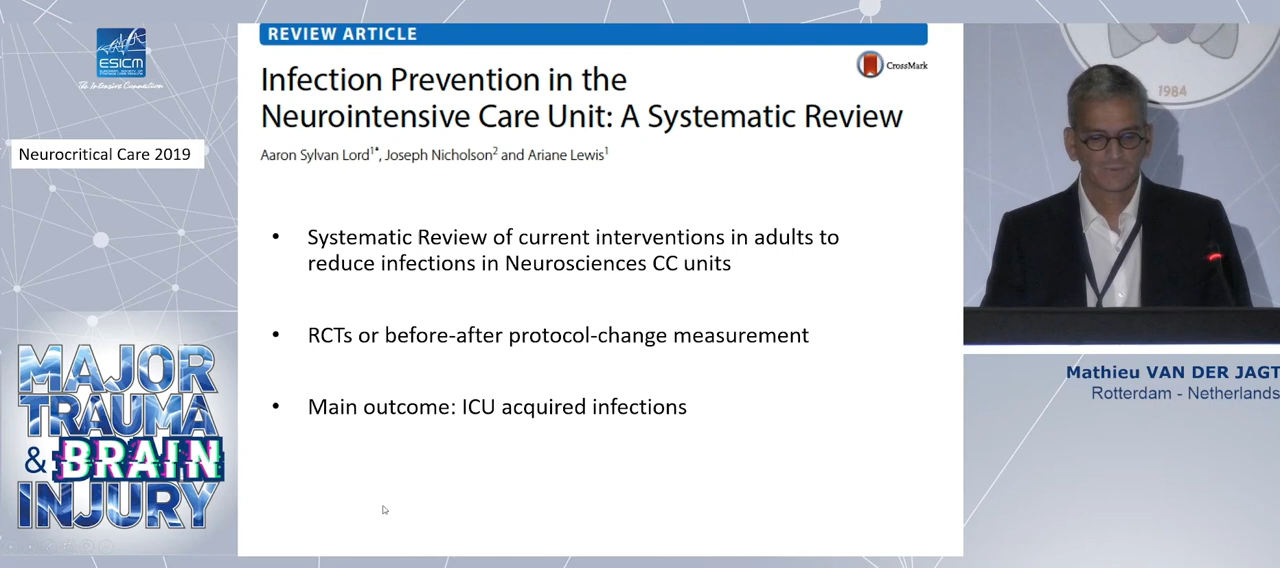 ESICM
The Intensive Connection
REVIEW ARTICLE
CrossMark
Infection Prevention in the
Neurointensive Care Unit: A Systematic Review
Aaron Sylvan Lord1*, Joseph Nicholson2 and Ariane Lewis1
Neurocritical Care 2019
• Systematic Review of current interventions in adults to
reduce infections in Neurosciences CC units
• RCTs or before-after protocol-change measurement
• Main outcome: ICU acquired infections
MAJOR
TRAUMA
& BRAIN
INJURY
1984
Mathieu VAN DER JAGT
Rotterdam - Netherlands